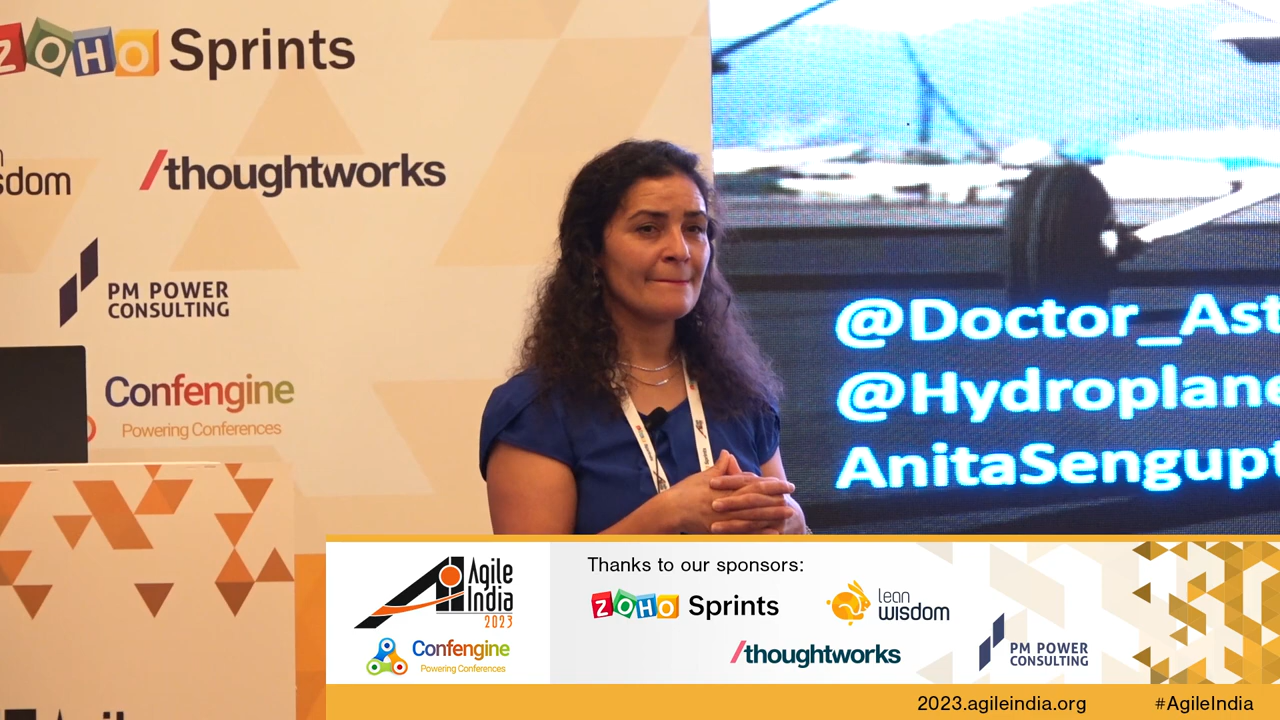 ZOHO Sprints
/thoughtworks
PM POWER
CONSULTING
Confengine
Powering Conferences
@Doctor_Ast
@Hydroplane
AnitaSengupt
Agile
India
2023
Confengine
Powering Conferences
Thanks to our sponsors:
ZOHO Sprints
lean
wisdom
/thoughtworks
PM POWER
CONSULTING
2023.agileindia.org
#AgileIndia